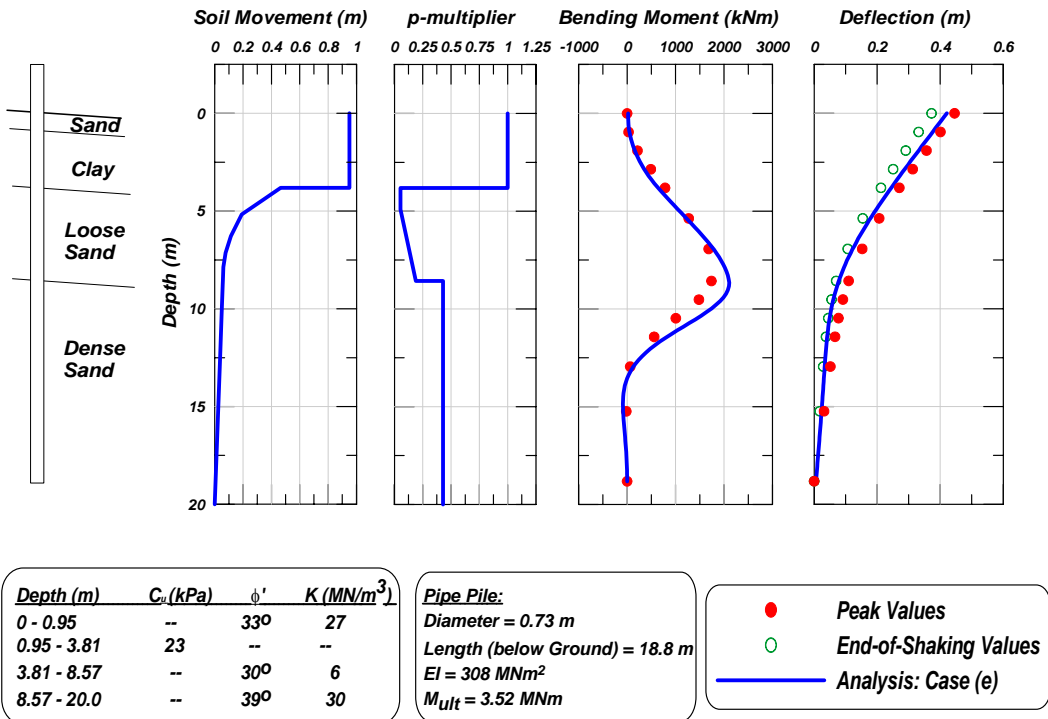 Soil Movement (m)
0 0.2 0.4 0.6 0.8 1
p-multiplier
0 0.25 0.5 0.75 1 1.25
Bending Moment (kNm)
-1000 0 1000 2000 3000
Deflection (m)
0 0.2 0.4 0.6
Sand
Clay
Loose
Sand
Dense
Sand
Depth (m)
0
5
10
15
20
Depth (m) Cu (kPa) ϕ' K (MN/m³)
0 - 0.95 -- 33º 27
0.95 - 3.81 23 -- --
3.81 - 8.57 -- 30º 6
8.57 - 20.0 -- 39º 30
Pipe Pile:
Diameter = 0.73 m
Length (below Ground) = 18.8 m
EI = 308 MNm²
Mult = 3.52 MNm
Peak Values
End-of-Shaking Values
Analysis: Case (e)